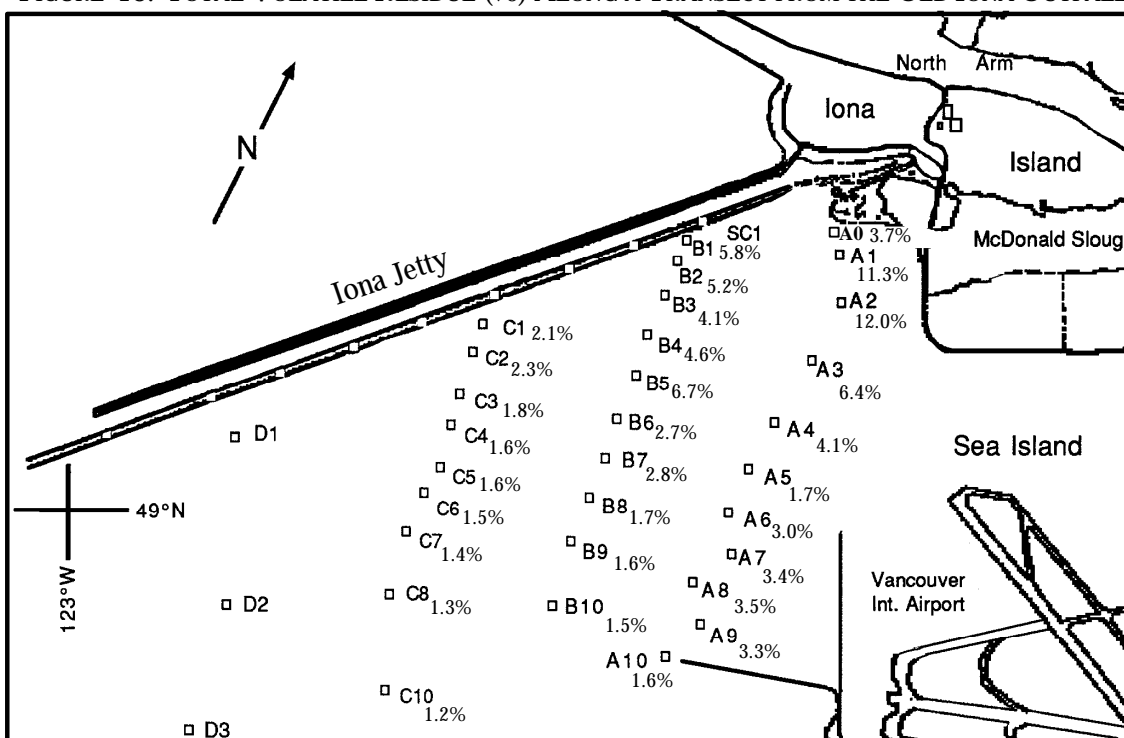 North Arm
Iona
N
Island
SC1
A0 3.7%
McDonald Sloug
B1 5.8%
A1
11.3%
Iona Jetty
B2
5.2%
B3
4.1%
A2
12.0%
C1 2.1%
B4
4.6%
C2
2.3%
A3
6.4%
B5
6.7%
C3
1.8%
B6
2.7%
A4
4.1%
C4
1.6%
D1
Sea Island
B7
2.8%
C5
1.6%
A5
1.7%
49°N
C6
1.5%
B8
1.7%
A6
3.0%
C7
1.4%
B9
1.6%
A7
3.4%
Vancouver
Int. Airport
123°W
D2
C8
1.3%
B10
1.5%
A8
3.5%
A9
3.3%
A10
1.6%
C10
1.2%
D3